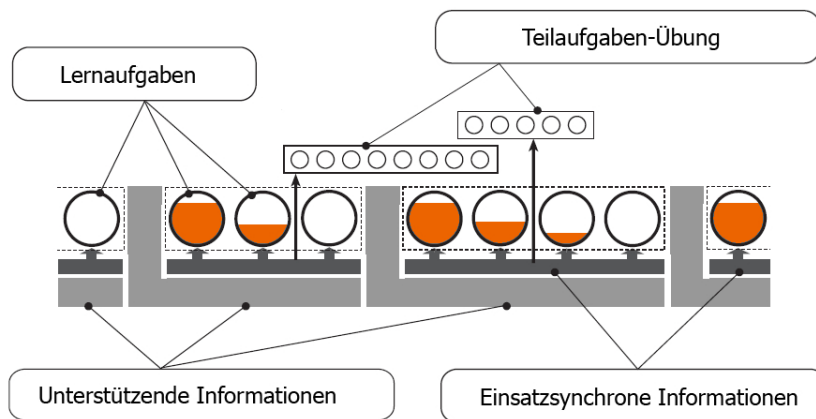 Teilaufgaben-Übung
Lernaufgaben
Unterstützende Informationen
Einsatzsynchrone Informationen